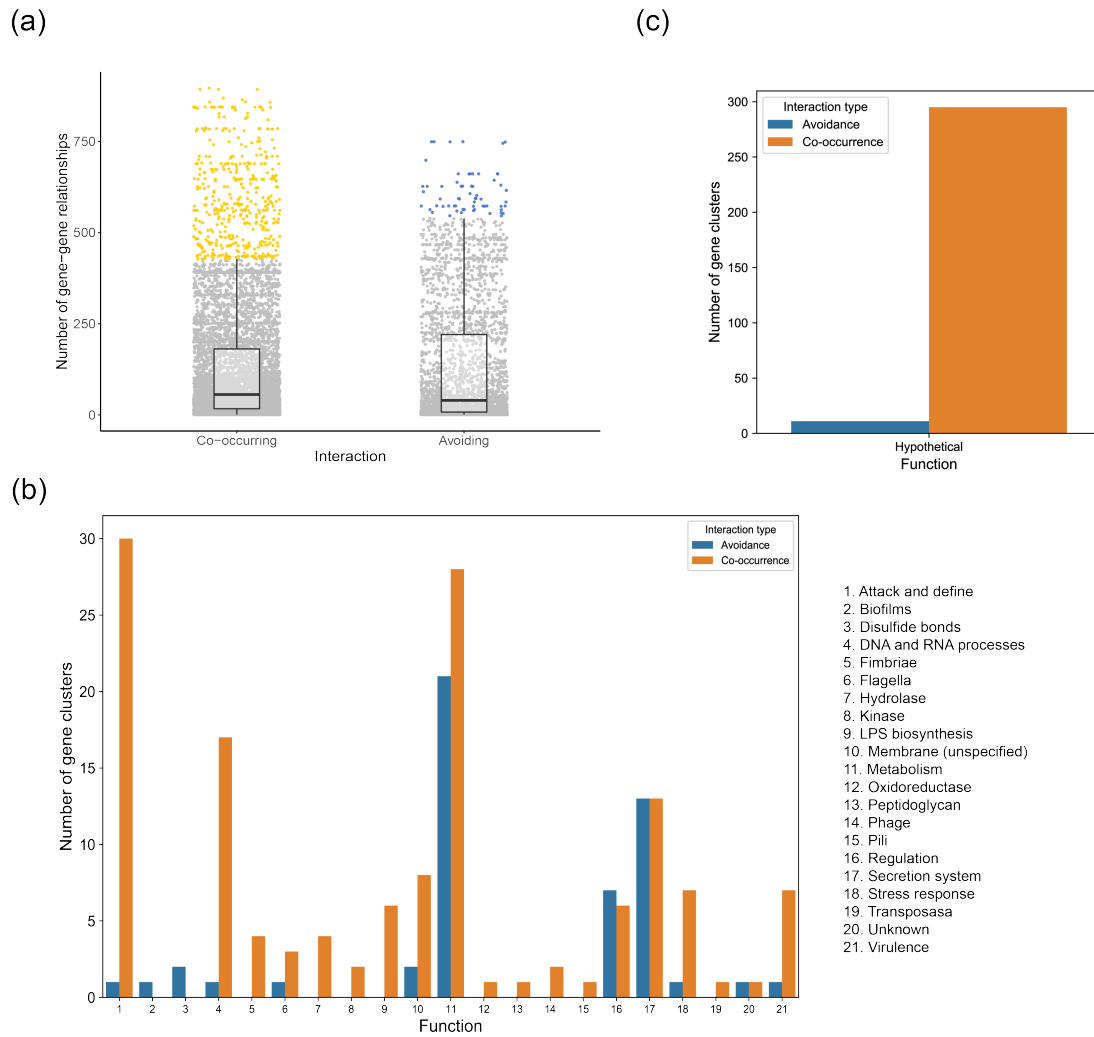 (a)
Number of gene−gene relationships
750
500
250
0
Co−occurring
Avoiding
Interaction
(c)
Number of gene clusters
300
250
200
150
100
50
0
Interaction type
Avoidance
Co-occurrence
Hypothetical
Function
(b)
Number of gene clusters
30
25
20
15
10
5
0
Interaction type
Avoidance
Co-occurrence
1 2 3 4 5 6 7 8 9 10 11 12 13 14 15 16 17 18 19 20 21
Function
1. Attack and define
2. Biofilms
3. Disulfide bonds
4. DNA and RNA processes
5. Fimbriae
6. Flagella
7. Hydrolase
8. Kinase
9. LPS biosynthesis
10. Membrane (unspecified)
11. Metabolism
12. Oxidoreductase
13. Peptidoglycan
14. Phage
15. Pili
16. Regulation
17. Secretion system
18. Stress response
19. Transposasa
20. Unknown
21. Virulence